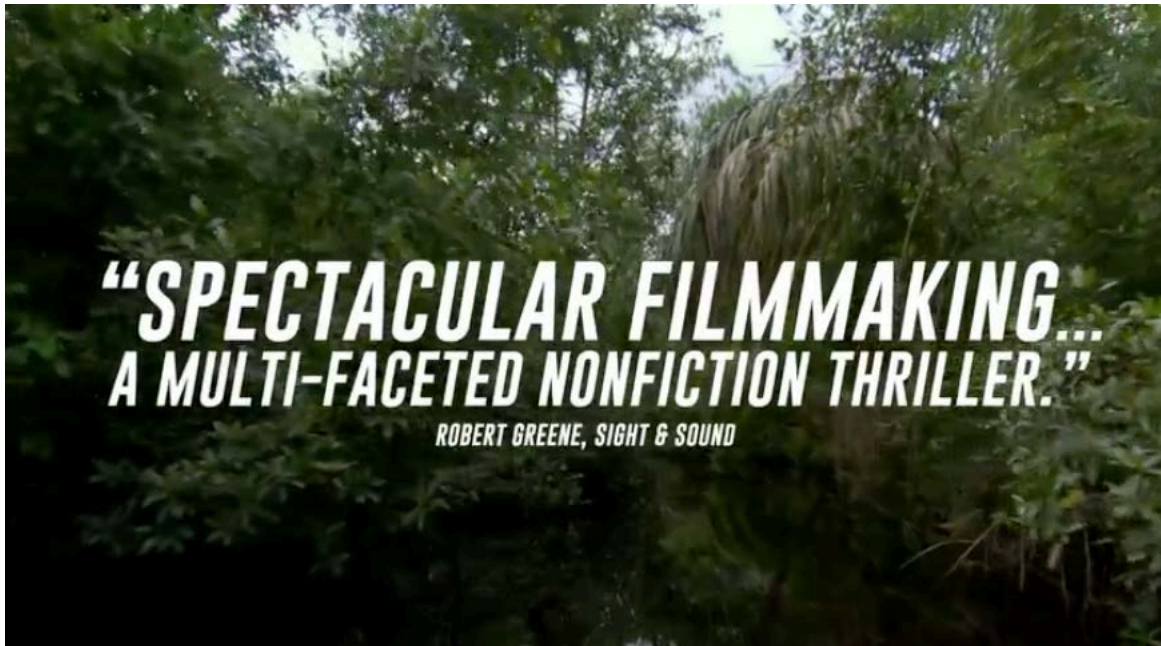 “SPECTACULAR FILMMAKING...
A MULTI-FACETED NONFICTION THRILLER.”
ROBERT GREENE, SIGHT & SOUND